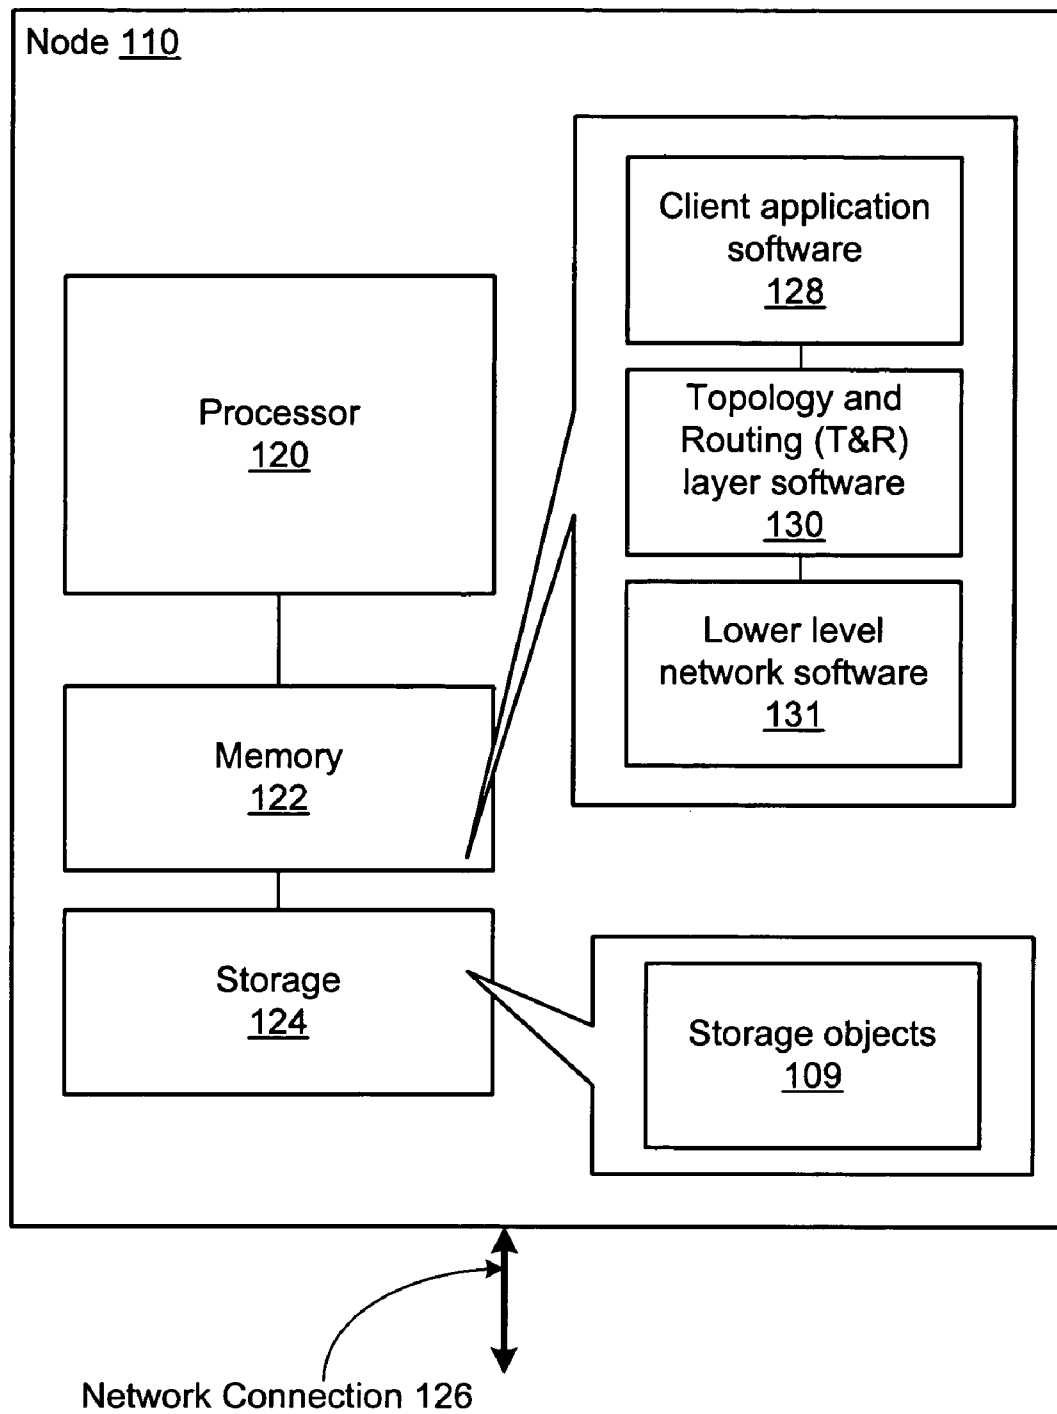 Node 110
Client application
software
128
Topology and
Routing (T&R)
layer software
130
Lower level
network software
131
Processor
120
Memory
122
Storage
124
Storage objects
109
Network Connection 126